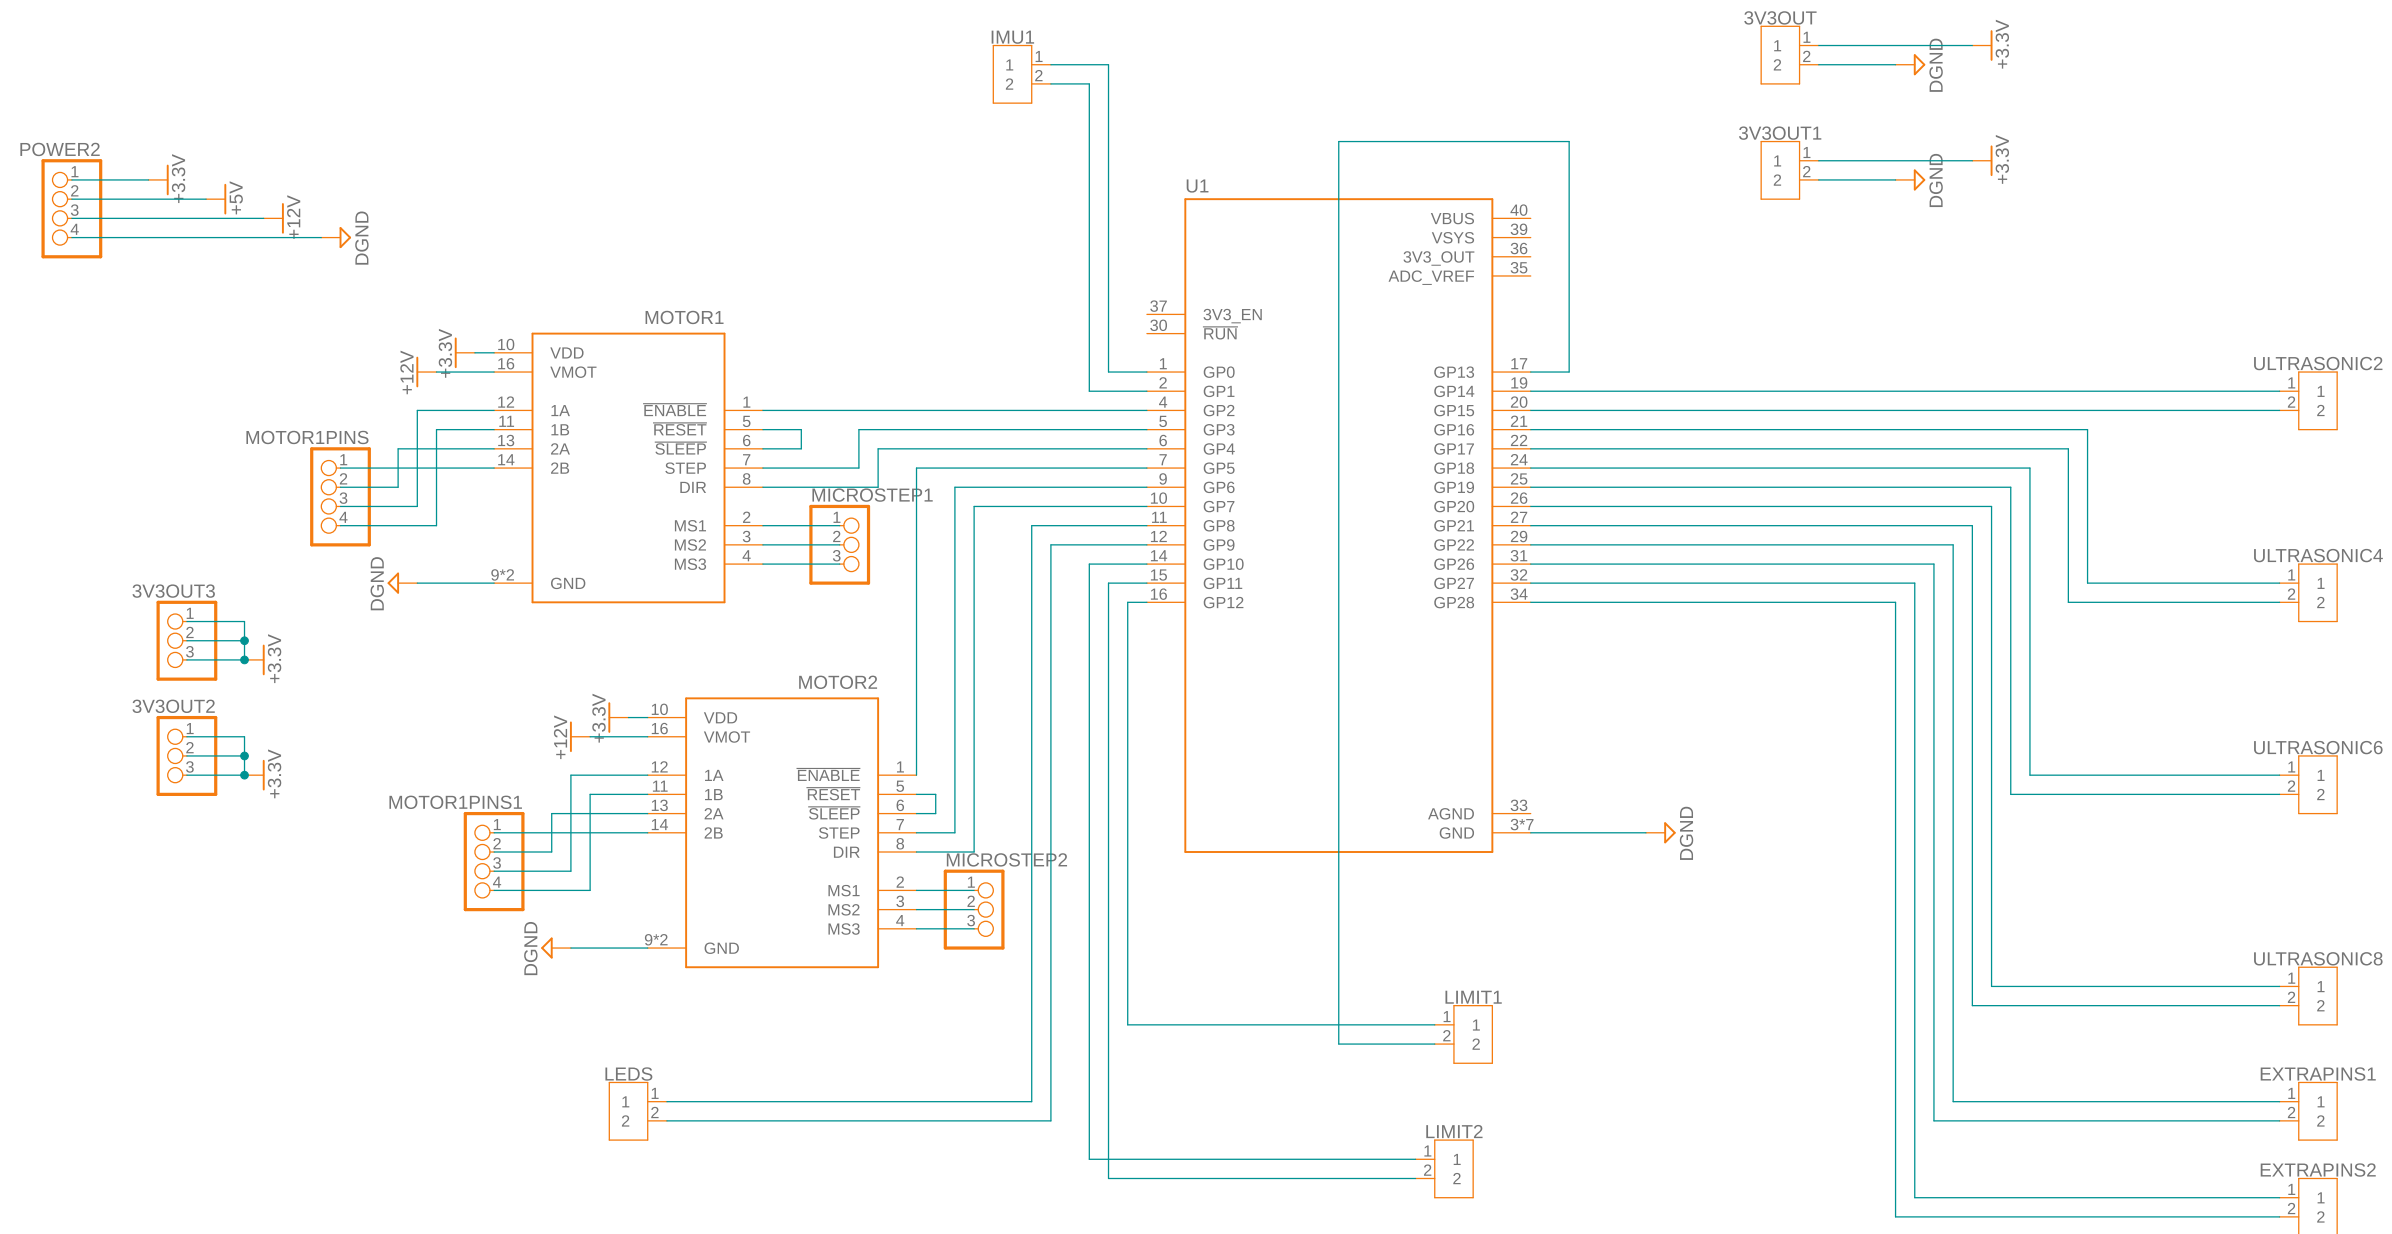 IMU1
1 1
2 2
3V3OUT
1 1 +3.3V
2 2 DGND
3V3OUT1
1 1 +3.3V
2 2 DGND
POWER2
1 +3.3V
2 +5V
3 +12V
4 DGND
U1
VBUS 40
VSYS 39
3V3_OUT 36
ADC_VREF 35
37 3V3_EN
30 RUN
1 GP0 GP13 17
2 GP1 GP14 19
4 GP2 GP15 20
5 GP3 GP16 21
6 GP4 GP17 22
7 GP5 GP18 24
9 GP6 GP19 25
10 GP7 GP20 26
11 GP8 GP21 27
12 GP9 GP22 29
14 GP10 GP26 31
15 GP11 GP27 32
16 GP12 GP28 34
AGND 33
GND 3*7 DGND
MOTOR1
+3.3V 10 VDD
+12V 16 VMOT
12 1A ENABLE 1
11 1B RESET 5
13 2A SLEEP 6
14 2B STEP 7
DIR 8
MS1 2
MS2 3
MS3 4
DGND 9*2 GND
MOTOR1PINS
1
2
3
4
MICROSTEP1
1
2
3
3V3OUT3
1
2
3 +3.3V
3V3OUT2
1
2
3 +3.3V
MOTOR2
+3.3V 10 VDD
+12V 16 VMOT
12 1A ENABLE 1
11 1B RESET 5
13 2A SLEEP 6
14 2B STEP 7
DIR 8
MS1 2
MS2 3
MS3 4
DGND 9*2 GND
MOTOR1PINS1
1
2
3
4
MICROSTEP2
1
2
3
ULTRASONIC2
1 1
2 2
ULTRASONIC4
1 1
2 2
ULTRASONIC6
1 1
2 2
ULTRASONIC8
1 1
2 2
LIMIT1
1 1
2 2
LEDS
1 1
2 2
LIMIT2
1 1
2 2
EXTRAPINS1
1 1
2 2
EXTRAPINS2
1 1
2 2